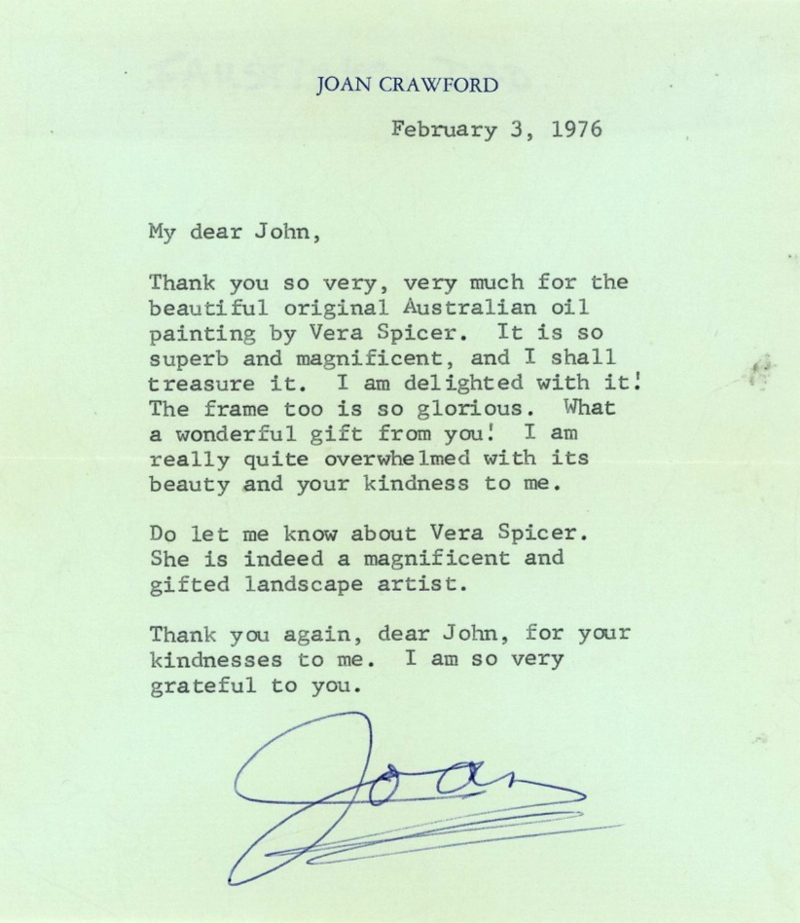 JOAN CRAWFORD
February 3, 1976
My dear John,
Thank you so very, very much for the
beautiful original Australian oil
painting by Vera Spicer.  It is so
superb and magnificent, and I shall
treasure it.  I am delighted with it!
The frame too is so glorious.  What
a wonderful gift from you!  I am
really quite overwhelmed with its
beauty and your kindness to me.
Do let me know about Vera Spicer.
She is indeed a magnificent and
gifted landscape artist.
Thank you again, dear John, for your
kindnesses to me.  I am so very
grateful to you.
Joan